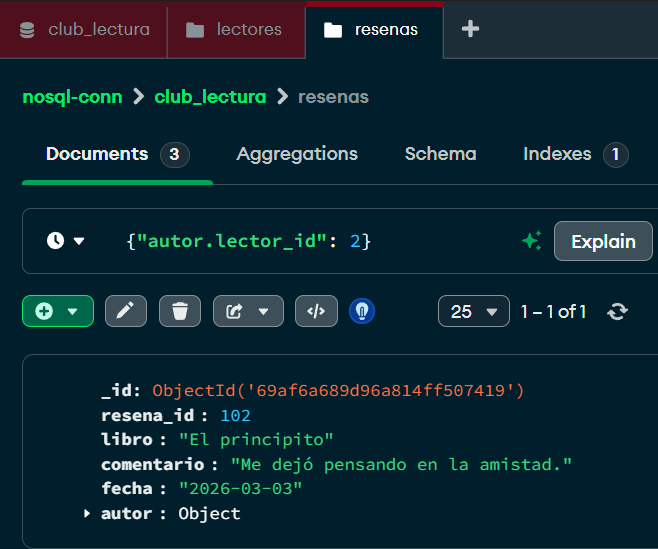 club_lectura lectores resenas
nosql-conn > club_lectura > resenas
Documents 3 Aggregations Schema Indexes 1
{"autor.lector_id": 2} Explain
25 1 – 1 of 1
_id: ObjectId('69af6a689d96a814ff507419')
resena_id : 102
libro : "El principito"
comentario : "Me dejó pensando en la amistad."
fecha : "2026-03-03"
autor : Object